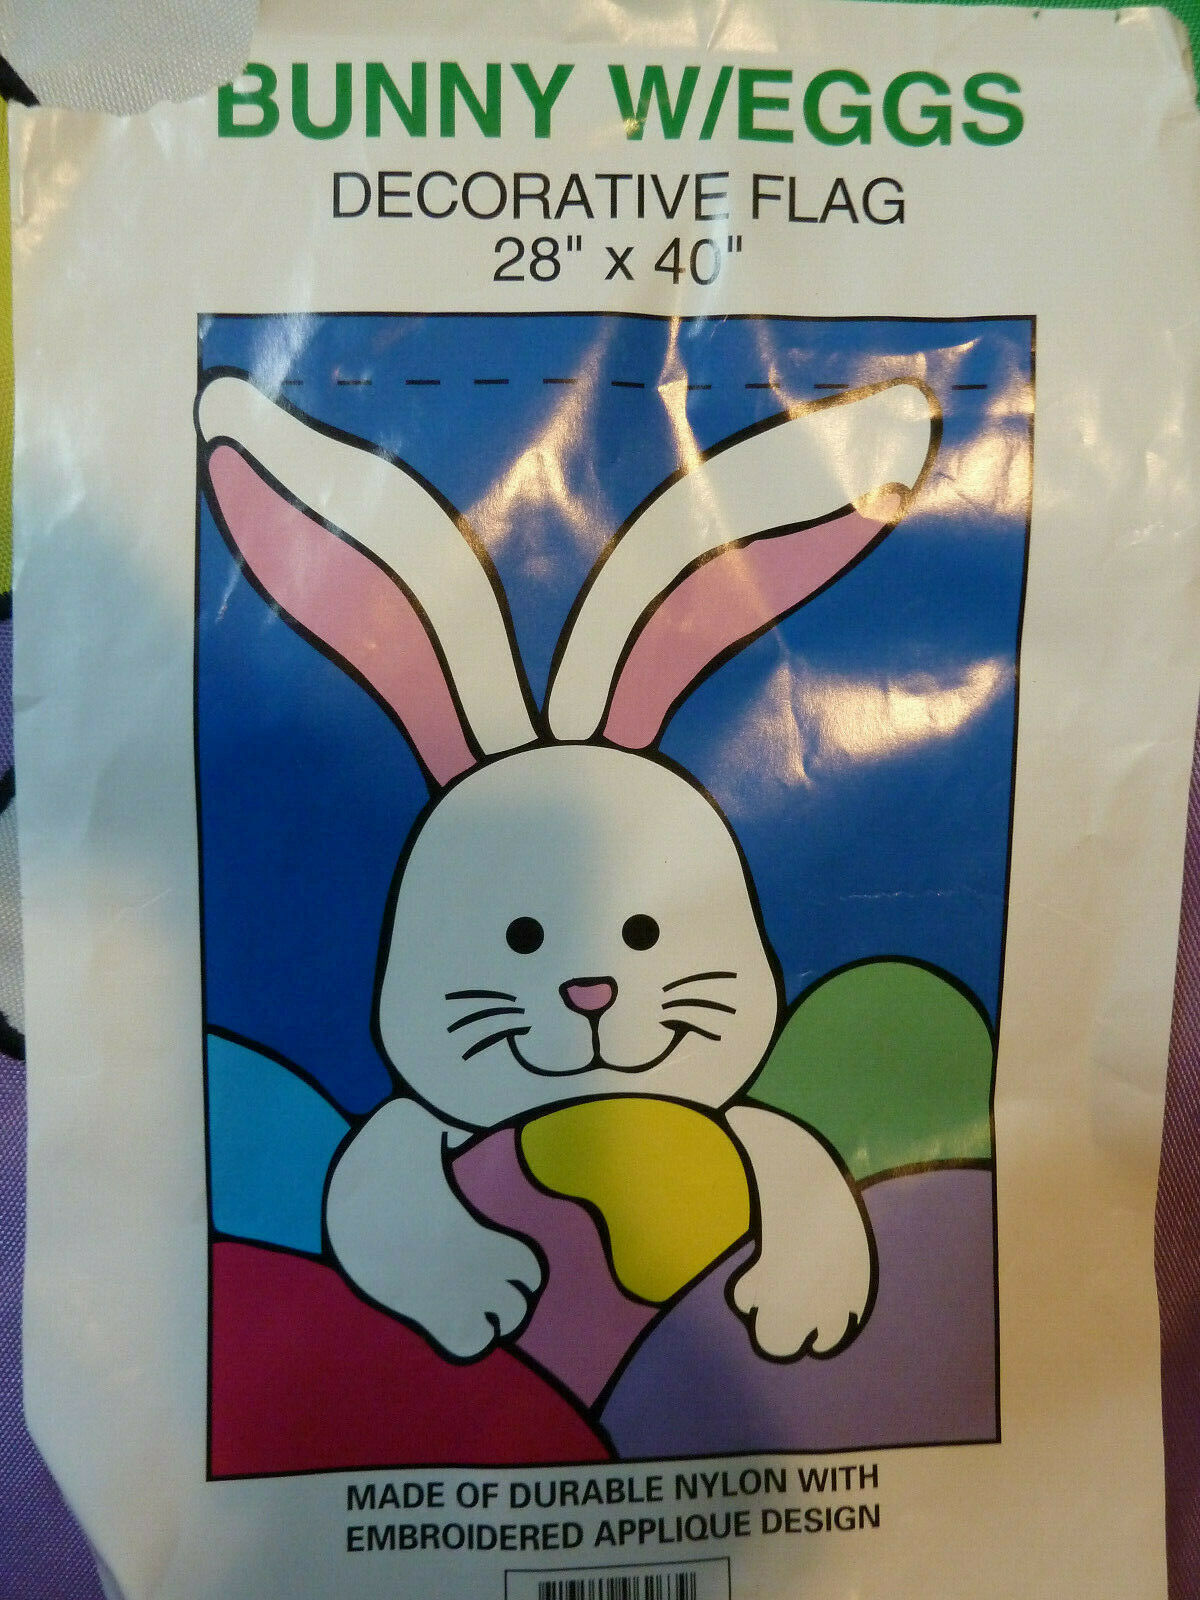 BUNNY W/EGGS
DECORATIVE FLAG
28" x 40"
MADE OF DURABLE NYLON WITH
EMBROIDERED APPLIQUE DESIGN